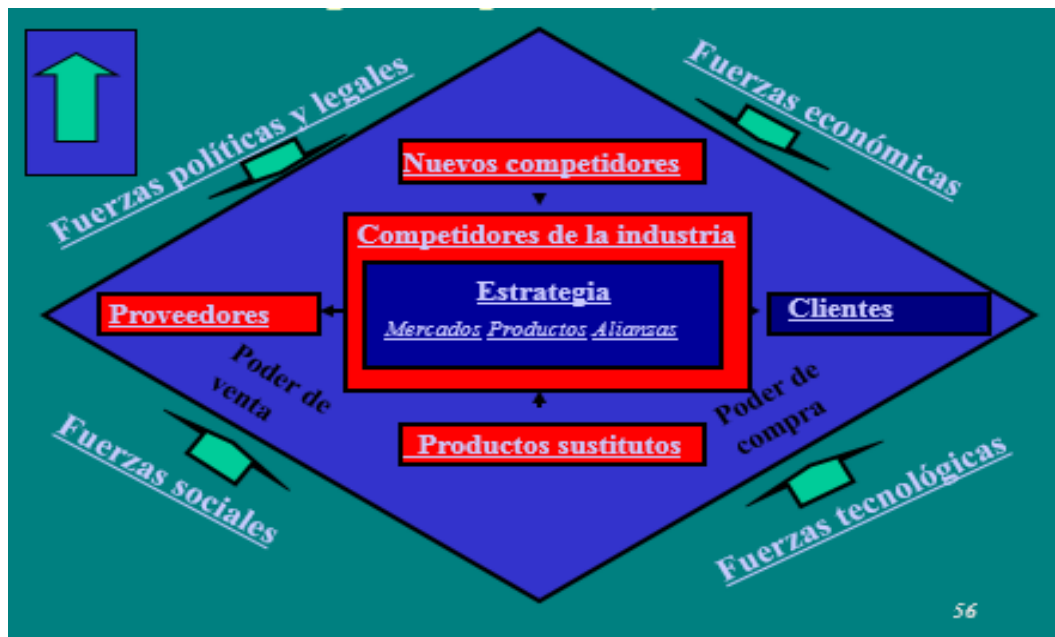 Fuerzas políticas y legales
Fuerzas económicas
Nuevos competidores
Competidores de la industria
Estrategia
Mercados Productos Alianzas
Proveedores
Clientes
Poder de
venta
Poder de
compra
Productos sustitutos
Fuerzas sociales
Fuerzas tecnológicas
56